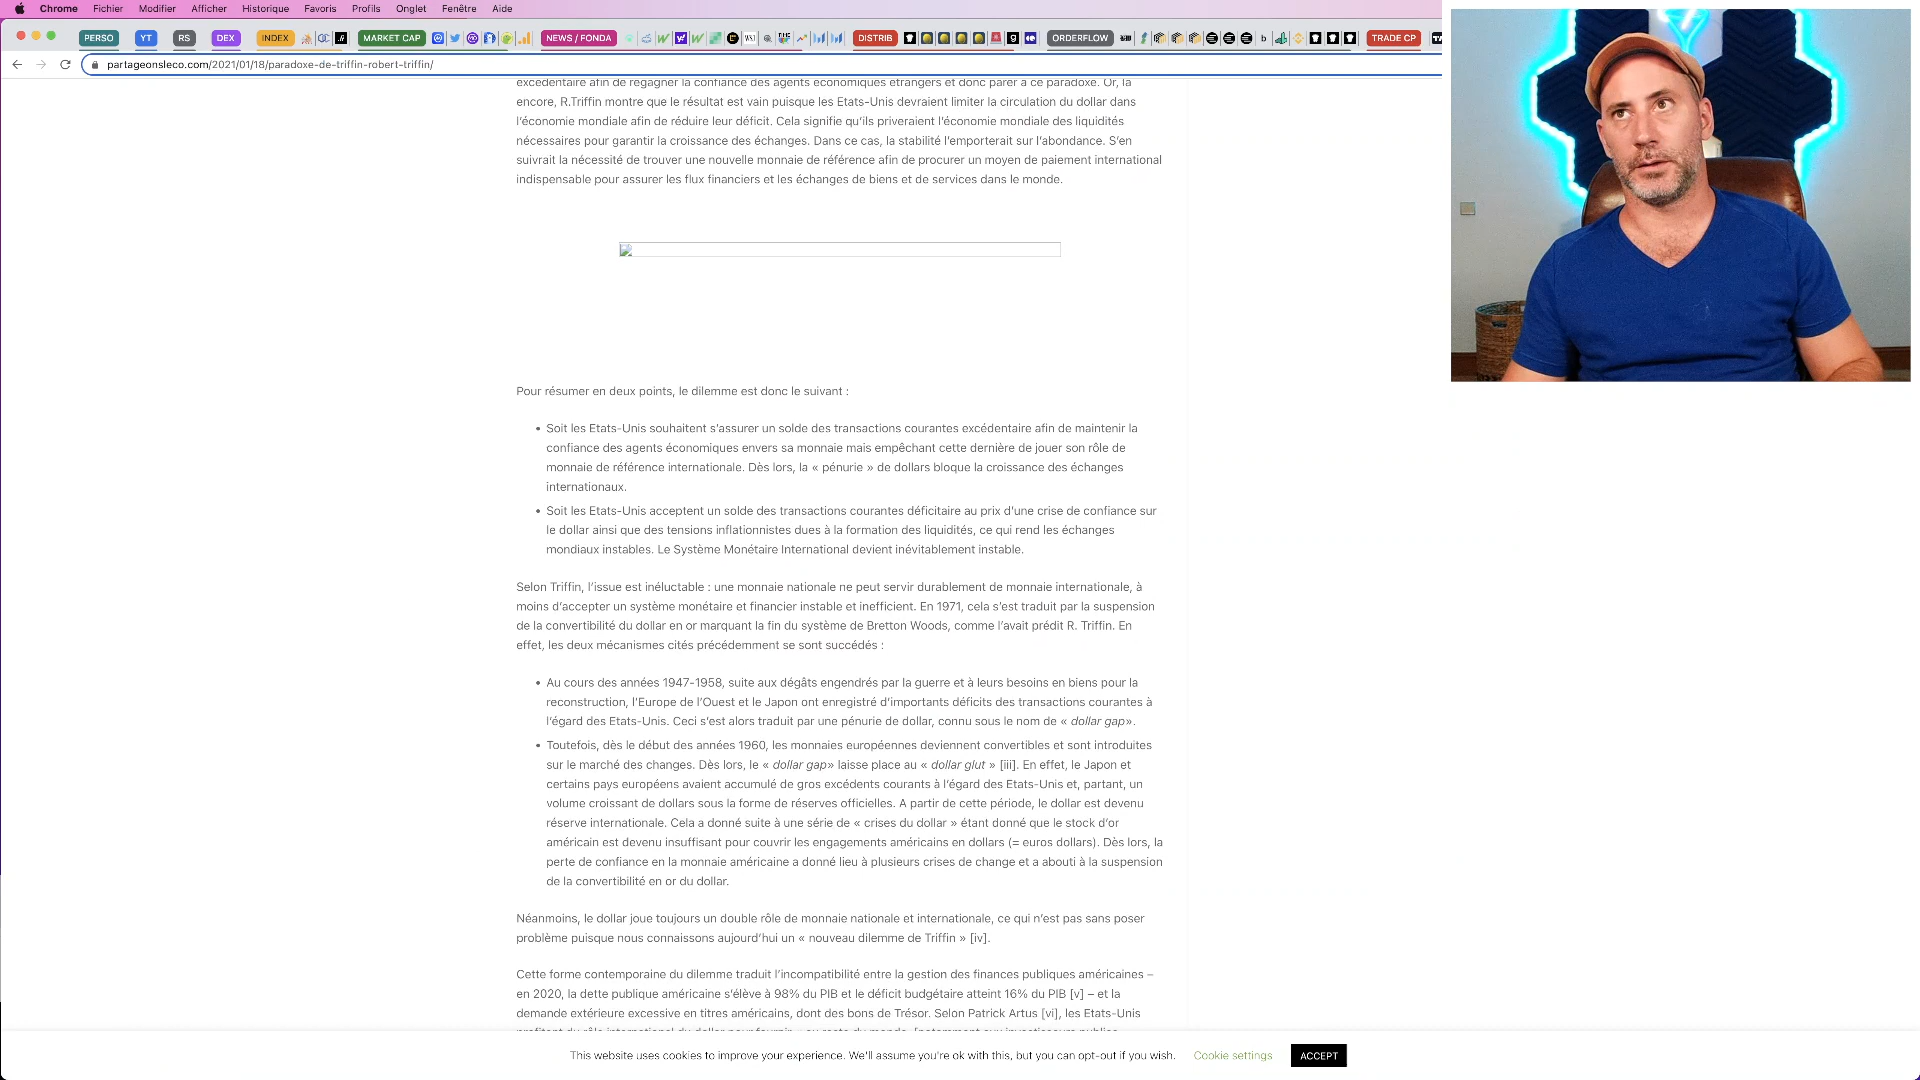 Chrome Fichier Modifier Afficher Historique Favoris Profils Onglet Fenêtre Aide
PERSO YT RS DEX INDEX MARKET CAP NEWS / FONDA DISTRIB ORDERFLOW TRADE CP
partageonsleco.com/2021/01/18/paradoxe-de-triffin-robert-triffin/
excédentaire afin de regagner la confiance des agents économiques étrangers et donc parer à ce paradoxe. Or, là
encore, R.Triffin montre que le résultat est vain puisque les Etats-Unis devraient limiter la circulation du dollar dans
l'économie mondiale afin de réduire leur déficit. Cela signifie qu'ils priveraient l'économie mondiale des liquidités
nécessaires pour garantir la croissance des échanges. Dans ce cas, la stabilité l'emporterait sur l'abondance. S'en
suivrait la nécessité de trouver une nouvelle monnaie de référence afin de procurer un moyen de paiement international
indispensable pour assurer les flux financiers et les échanges de biens et de services dans le monde.
Pour résumer en deux points, le dilemme est donc le suivant :
• Soit les Etats-Unis souhaitent s'assurer un solde des transactions courantes excédentaire afin de maintenir la
confiance des agents économiques envers sa monnaie mais empêchant cette dernière de jouer son rôle de
monnaie de référence internationale. Dès lors, la « pénurie » de dollars bloque la croissance des échanges
internationaux.
• Soit les Etats-Unis acceptent un solde des transactions courantes déficitaire au prix d'une crise de confiance sur
le dollar ainsi que des tensions inflationnistes dues à la formation des liquidités, ce qui rend les échanges
mondiaux instables. Le Système Monétaire International devient inévitablement instable.
Selon Triffin, l'issue est inéluctable : une monnaie nationale ne peut servir durablement de monnaie internationale, à
moins d'accepter un système monétaire et financier instable et inefficient. En 1971, cela s'est traduit par la suspension
de la convertibilité du dollar en or marquant la fin du système de Bretton Woods, comme l'avait prédit R. Triffin. En
effet, les deux mécanismes cités précédemment se sont succédés :
• Au cours des années 1947-1958, suite aux dégâts engendrés par la guerre et à leurs besoins en biens pour la
reconstruction, l'Europe de l'Ouest et le Japon ont enregistré d'importants déficits des transactions courantes à
l'égard des Etats-Unis. Ceci s'est alors traduit par une pénurie de dollar, connu sous le nom de « dollar gap».
• Toutefois, dès le début des années 1960, les monnaies européennes deviennent convertibles et sont introduites
sur le marché des changes. Dès lors, le « dollar gap» laisse place au « dollar glut » [iii]. En effet, le Japon et
certains pays européens avaient accumulé de gros excédents courants à l'égard des Etats-Unis et, partant, un
volume croissant de dollars sous la forme de réserves officielles. A partir de cette période, le dollar est devenu
réserve internationale. Cela a donné suite à une série de « crises du dollar » étant donné que le stock d'or
américain est devenu insuffisant pour couvrir les engagements américains en dollars (= euros dollars). Dès lors, la
perte de confiance en la monnaie américaine a donné lieu à plusieurs crises de change et a abouti à la suspension
de la convertibilité en or du dollar.
Néanmoins, le dollar joue toujours un double rôle de monnaie nationale et internationale, ce qui n'est pas sans poser
problème puisque nous connaissons aujourd'hui un « nouveau dilemme de Triffin » [iv].
Cette forme contemporaine du dilemme traduit l'incompatibilité entre la gestion des finances publiques américaines –
en 2020, la dette publique américaine s'élève à 98% du PIB et le déficit budgétaire atteint 16% du PIB [v] – et la
demande extérieure excessive en titres américains, dont des bons de Trésor. Selon Patrick Artus [vi], les Etats-Unis
This website uses cookies to improve your experience. We'll assume you're ok with this, but you can opt-out if you wish. Cookie settings ACCEPT